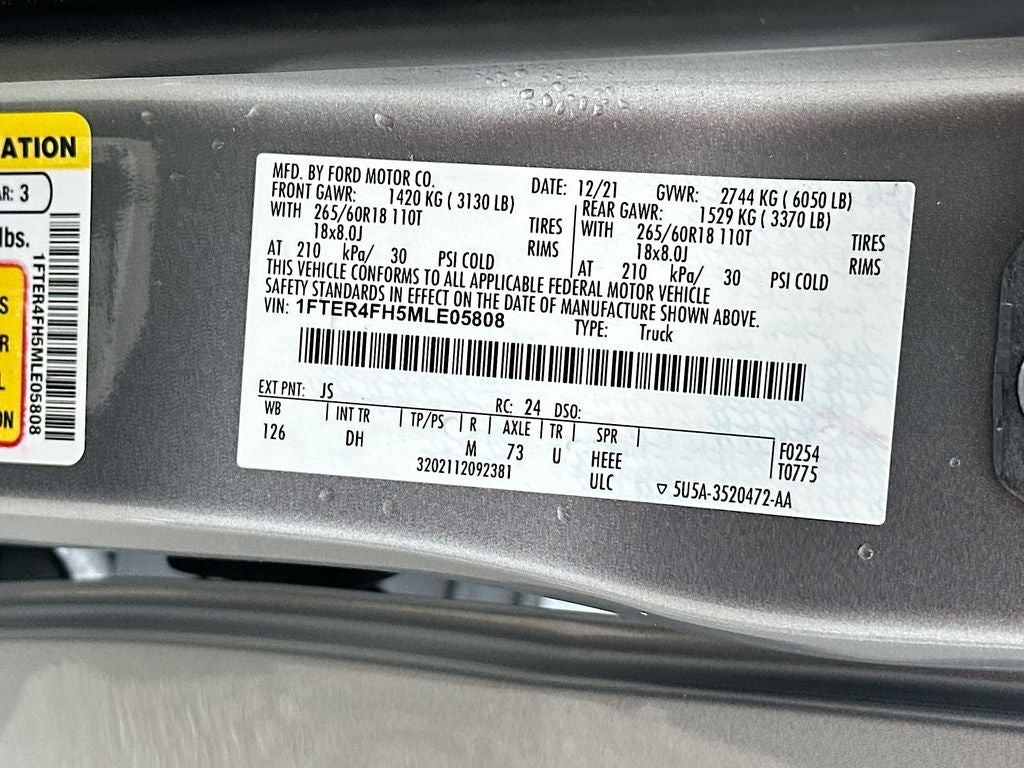 ATION
AR: 3
lbs.
S
R
L
ON
1FTER4FH5MLE05808
MFD. BY FORD MOTOR CO. DATE: 12/21 GVWR: 2744 KG ( 6050 LB)
FRONT GAWR: 1420 KG ( 3130 LB) REAR GAWR: 1529 KG ( 3370 LB)
WITH 265/60R18 110T TIRES WITH 265/60R18 110T TIRES
18x8.0J RIMS 18x8.0J RIMS
AT 210 kPa/ 30 PSI COLD AT 210 kPa/ 30 PSI COLD
THIS VEHICLE CONFORMS TO ALL APPLICABLE FEDERAL MOTOR VEHICLE
SAFETY STANDARDS IN EFFECT ON THE DATE OF MANUFACTURE SHOWN ABOVE.
VIN: 1FTER4FH5MLE05808 TYPE: Truck
EXT PNT: JS RC: 24 DSO:
WB | INT TR | TP/PS | R | AXLE | TR | SPR | F0254
126 DH M 73 U HEEE T0775
3202112092381 ULC ▽ 5U5A-3520472-AA